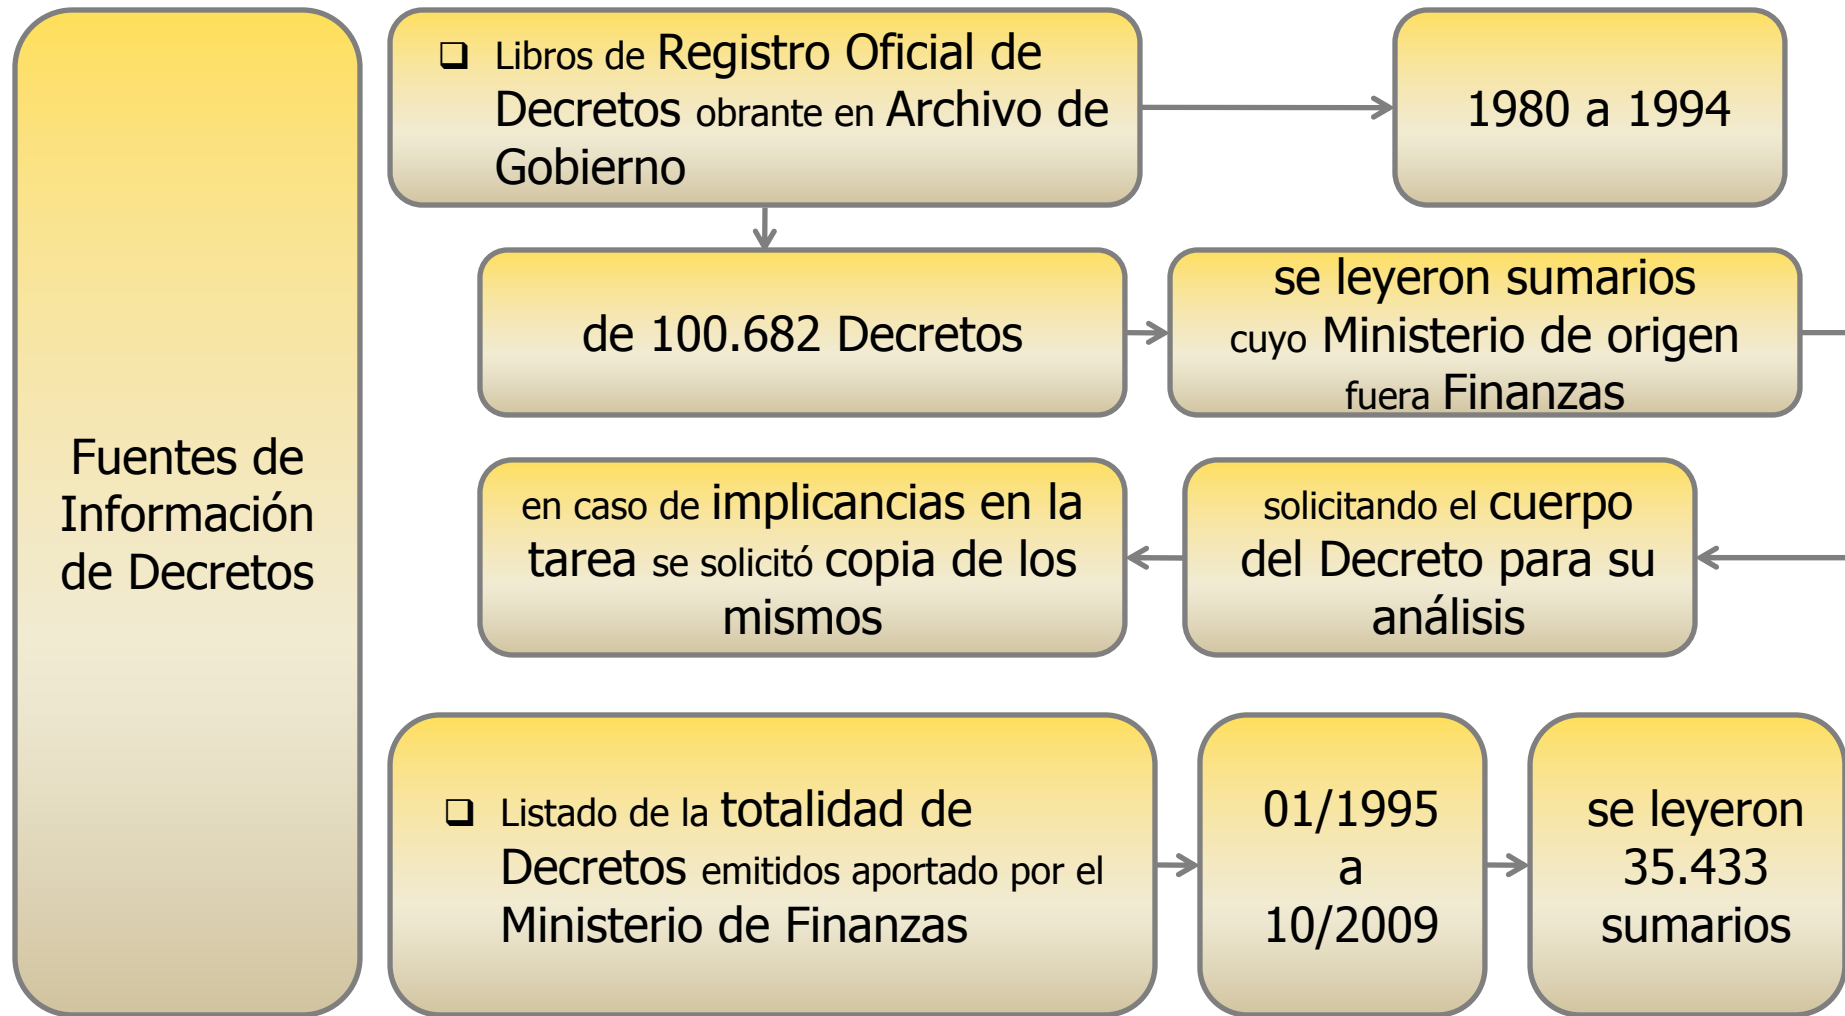 Fuentes de
Información
de Decretos
❑ Libros de Registro Oficial de
Decretos obrante en Archivo de
Gobierno
1980 a 1994
de 100.682 Decretos
se leyeron sumarios
cuyo Ministerio de origen
fuera Finanzas
solicitando el cuerpo
del Decreto para su
análisis
en caso de implicancias en la
tarea se solicitó copia de los
mismos
❑ Listado de la totalidad de
Decretos emitidos aportado por el
Ministerio de Finanzas
01/1995
a
10/2009
se leyeron
35.433
sumarios